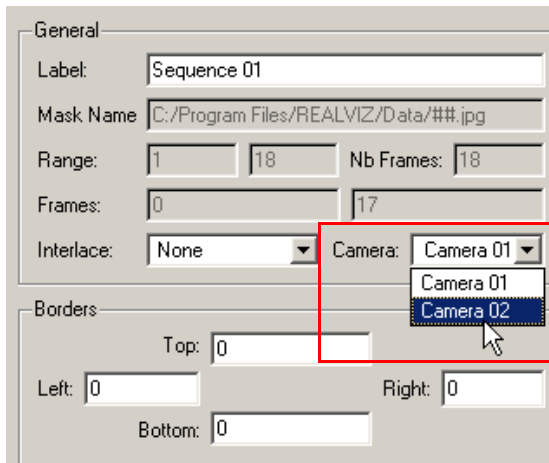 General
Label: Sequence 01
Mask Name C:/Program Files/REALVIZ/Data/##.jpg
Range: 1 18 Nb Frames: 18
Frames: 0 17
Interlace: None Camera: Camera 01
Camera 01
Camera 02
Borders
Top: 0
Left: 0 Right: 0
Bottom: 0